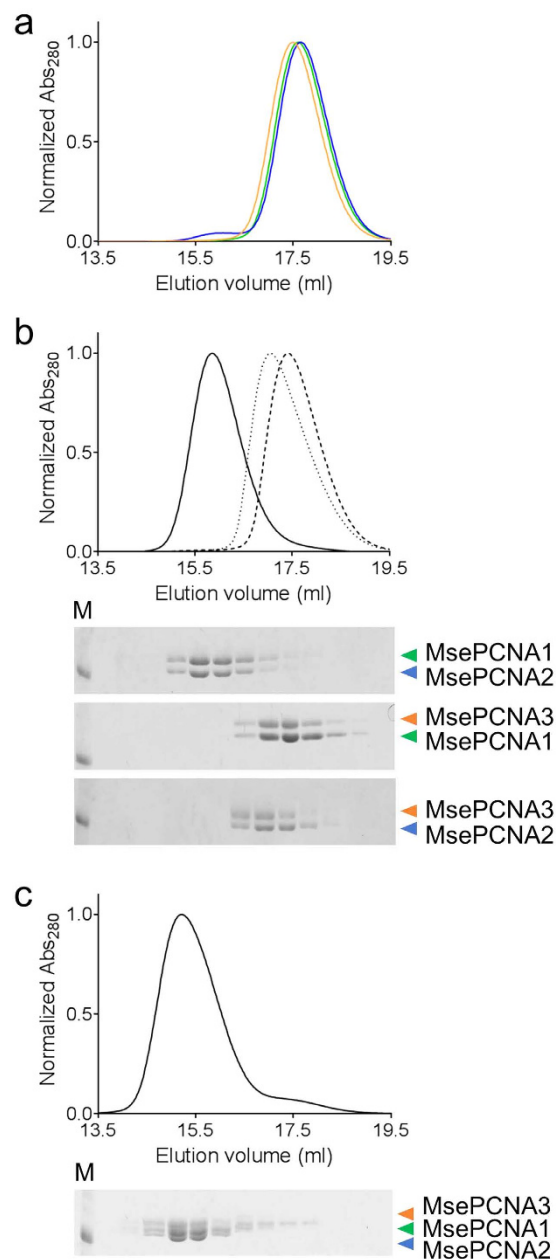 a
Normalized Abs280
1.0
0.5
0.0
13.5 15.5 17.5 19.5
Elution volume (ml)
b
Normalized Abs280
1.0
0.5
0.0
13.5 15.5 17.5 19.5
Elution volume (ml)
M
MsePCNA1
MsePCNA2
MsePCNA3
MsePCNA1
MsePCNA3
MsePCNA2
c
Normalized Abs280
1.0
0.5
0.0
13.5 15.5 17.5 19.5
Elution volume (ml)
M
MsePCNA3
MsePCNA1
MsePCNA2